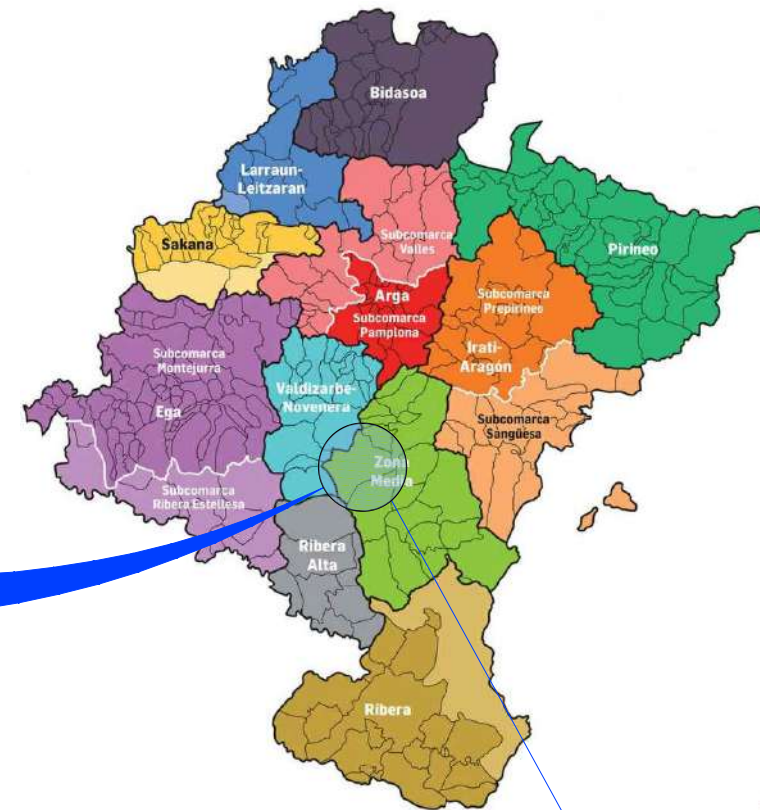 Bidasoa
Larraun-
Leitzaran
Subcomarca
Valles
Sakana
Pirineo
Arga
Subcomarca
Pamplona
Subcomarca
Prepirineo
Irati-
Aragón
Subcomarca
Montejurra
Ega
Valdizarbe-
Novenera
Subcomarca
Sangüesa
Zona
Media
Subcomarca
Ribera Estellesa
Ribera
Alta
Ribera